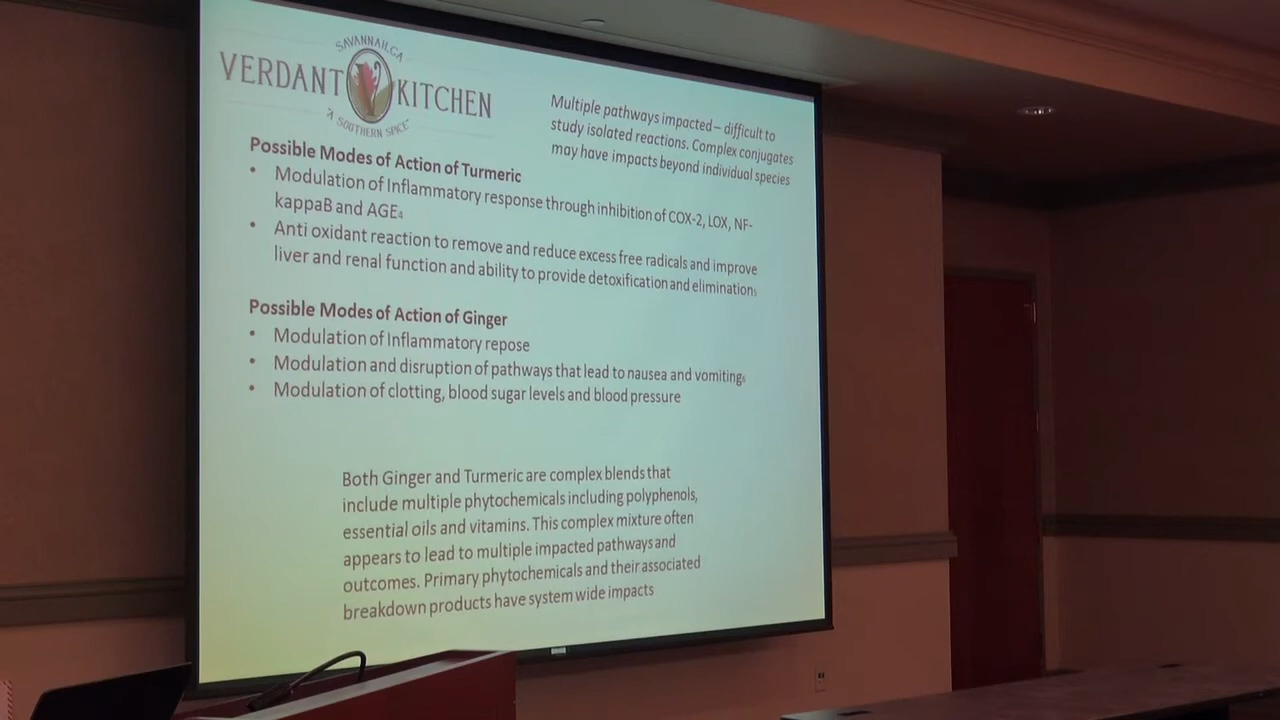 SAVANNAH,GA
VERDANT KITCHEN
"A SOUTHERN SPICE"
Multiple pathways impacted – difficult to
study isolated reactions. Complex conjugates
may have impacts beyond individual species
Possible Modes of Action of Turmeric
• Modulation of Inflammatory response through inhibition of COX-2, LOX, NF-
kappaB and AGE4
• Anti oxidant reaction to remove and reduce excess free radicals and improve
liver and renal function and ability to provide detoxification and elimination5
Possible Modes of Action of Ginger
• Modulation of Inflammatory repose
• Modulation and disruption of pathways that lead to nausea and vomiting6
• Modulation of clotting, blood sugar levels and blood pressure
Both Ginger and Turmeric are complex blends that
include multiple phytochemicals including polyphenols,
essential oils and vitamins. This complex mixture often
appears to lead to multiple impacted pathways and
outcomes. Primary phytochemicals and their associated
breakdown products have system wide impacts